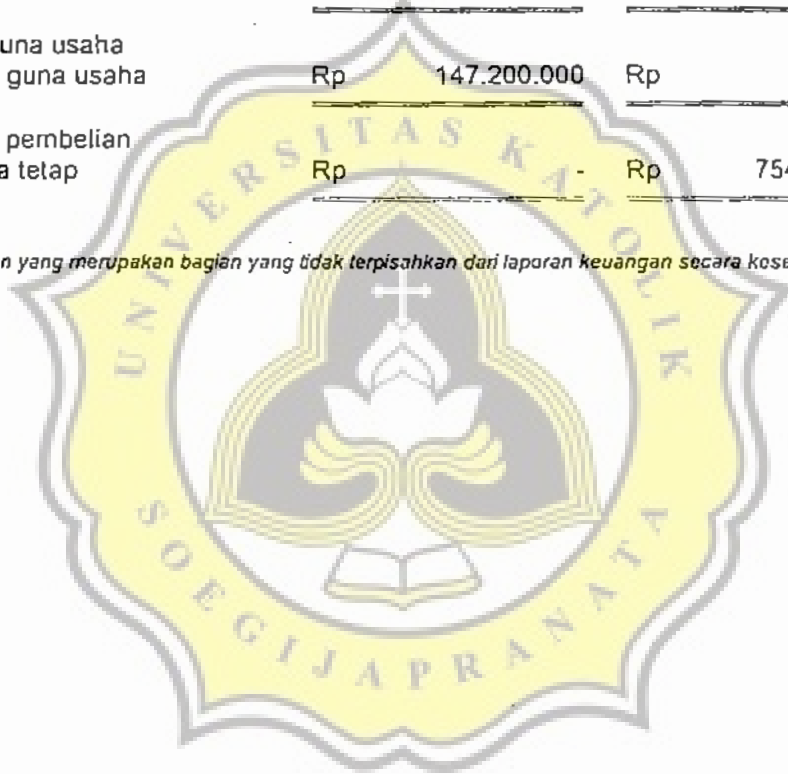 una usaha
guna usaha Rp 147.200.000 Rp
pembelian
a tetap Rp - Rp 754
n yang merupakan bagian yang tidak terpisahkan dari laporan keuangan secara kese
UNIVERSITAS KATOLIK
SOEGIJAPRANATA